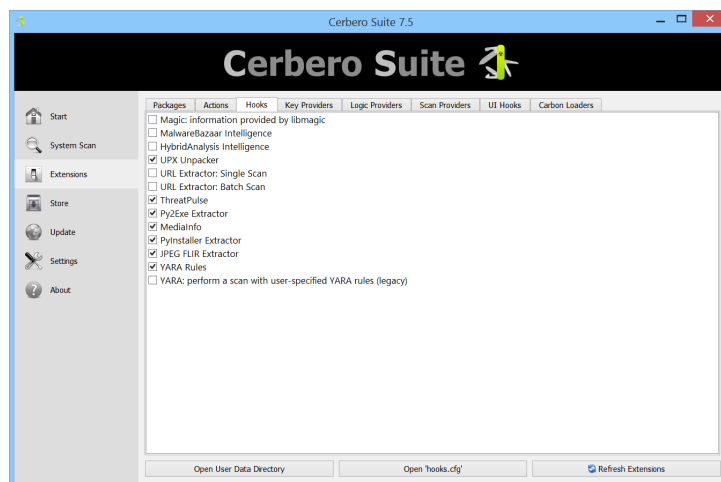 Cerbero Suite 7.5
Cerbero Suite
Start
System Scan
Extensions
Store
Update
Settings
About
Packages Actions Hooks Key Providers Logic Providers Scan Providers UI Hooks Carbon Loaders
Magic: information provided by libmagic
MalwareBazaar Intelligence
HybridAnalysis Intelligence
UPX Unpacker
URL Extractor: Single Scan
URL Extractor: Batch Scan
ThreatPulse
Py2Exe Extractor
MediaInfo
PyInstaller Extractor
JPEG FLIR Extractor
YARA Rules
YARA: perform a scan with user-specified YARA rules (legacy)
Open User Data Directory Open 'hooks.cfg' Refresh Extensions